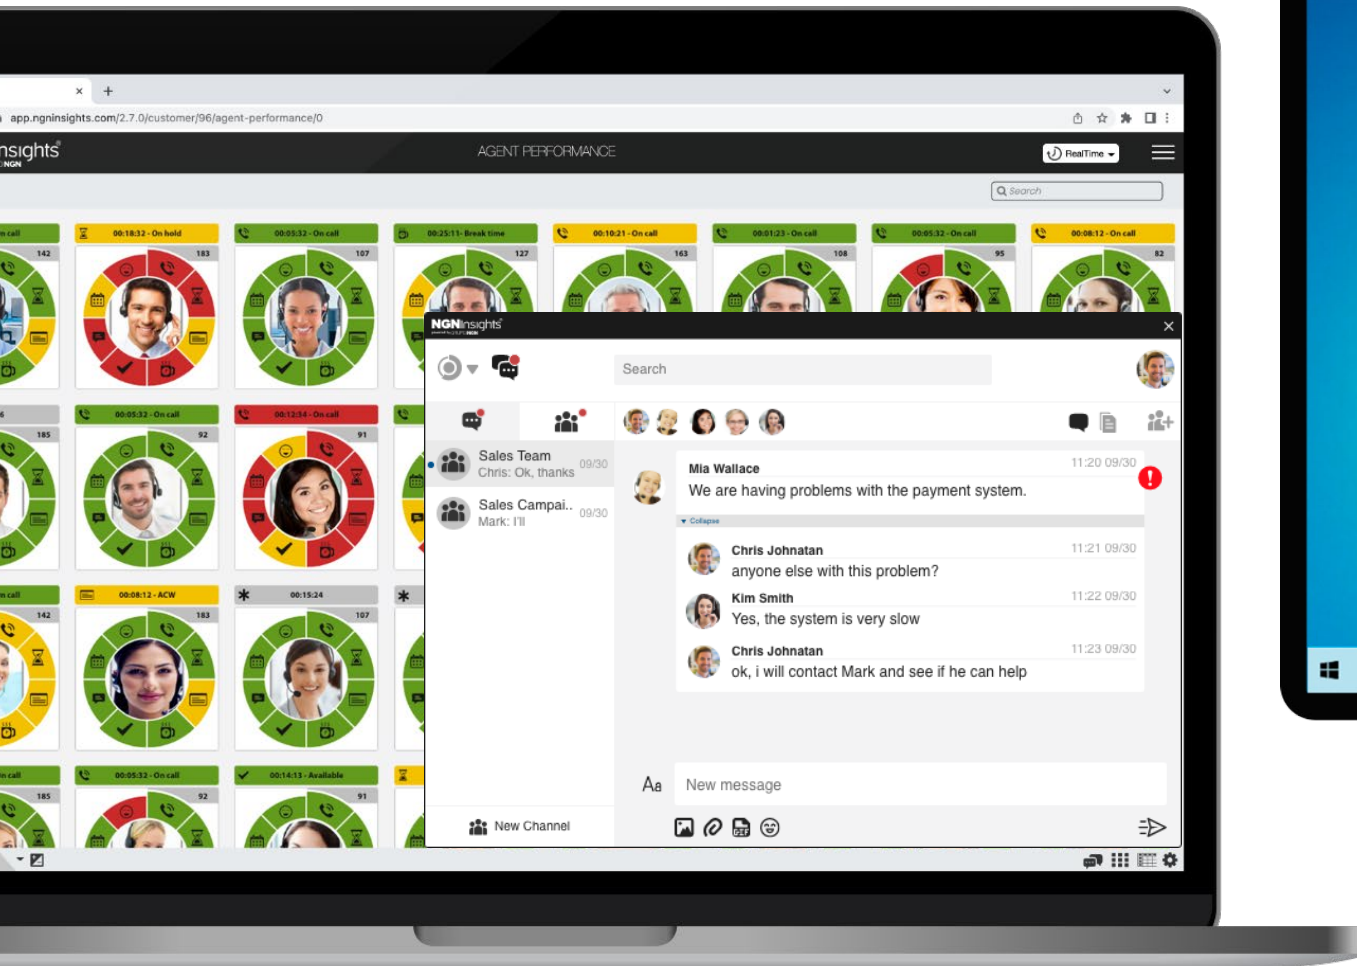 app.ngninsights.com/2.7.0/customer/96/agent-performance/0
nsights
NGN
AGENT PERFORMANCE
RealTime
Search
n call
00:18:32 - On hold
00:05:32 - On call
00:25:11- Break time
00:10:21 - On call
00:01:23 - On call
00:05:32 - On call
00:08:12 - On call
142
183
107
127
163
108
95
82
NGNInsights
×
Search
6
00:05:32 - On call
00:12:34 - On call
185
92
91
Sales Team
09/30
Chris: Ok, thanks
Sales Campai..
09/30
Mark: I'll
Mia Wallace
11:20 09/30
We are having problems with the payment system.
Collapse
Chris Johnatan
11:21 09/30
anyone else with this problem?
Kim Smith
11:22 09/30
Yes, the system is very slow
Chris Johnatan
11:23 09/30
ok, i will contact Mark and see if he can help
n call
00:08:12 - ACW
00:15:24
142
183
107
n call
00:05:32 - On call
00:14:13 - Available
185
92
91
Aa
New message
New Channel
GIF